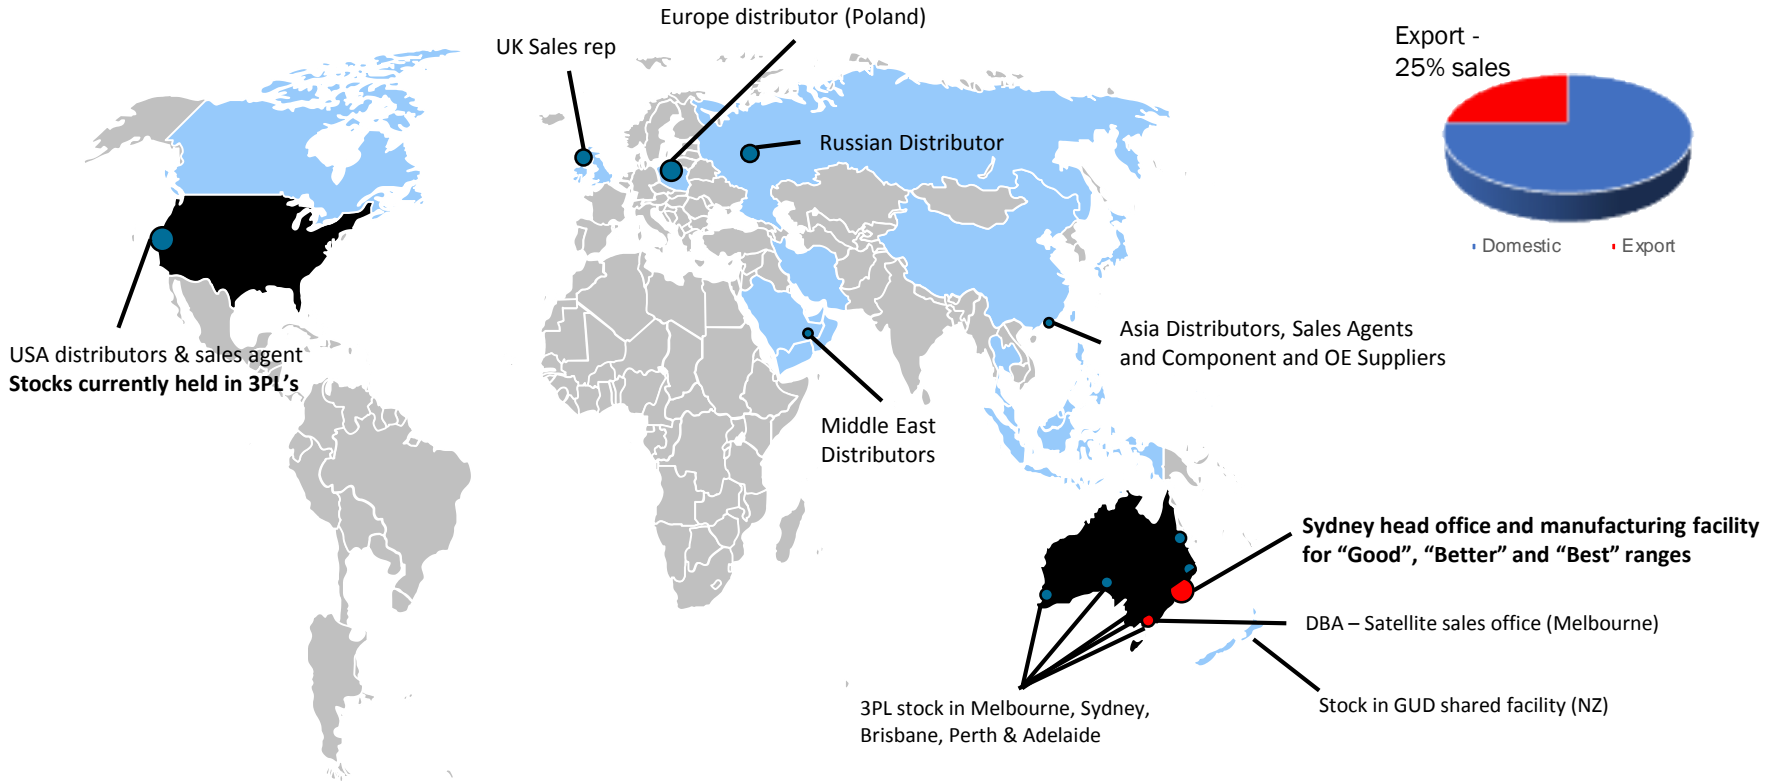 Europe distributor (Poland)
UK Sales rep
Export -
25% sales
Russian Distributor
Domestic
Export
Asia Distributors, Sales Agents
and Component and OE Suppliers
USA distributors & sales agent
Stocks currently held in 3PL's
Middle East
Distributors
Sydney head office and manufacturing facility
for “Good”, “Better” and “Best” ranges
DBA – Satellite sales office (Melbourne)
Stock in GUD shared facility (NZ)
3PL stock in Melbourne, Sydney,
Brisbane, Perth & Adelaide